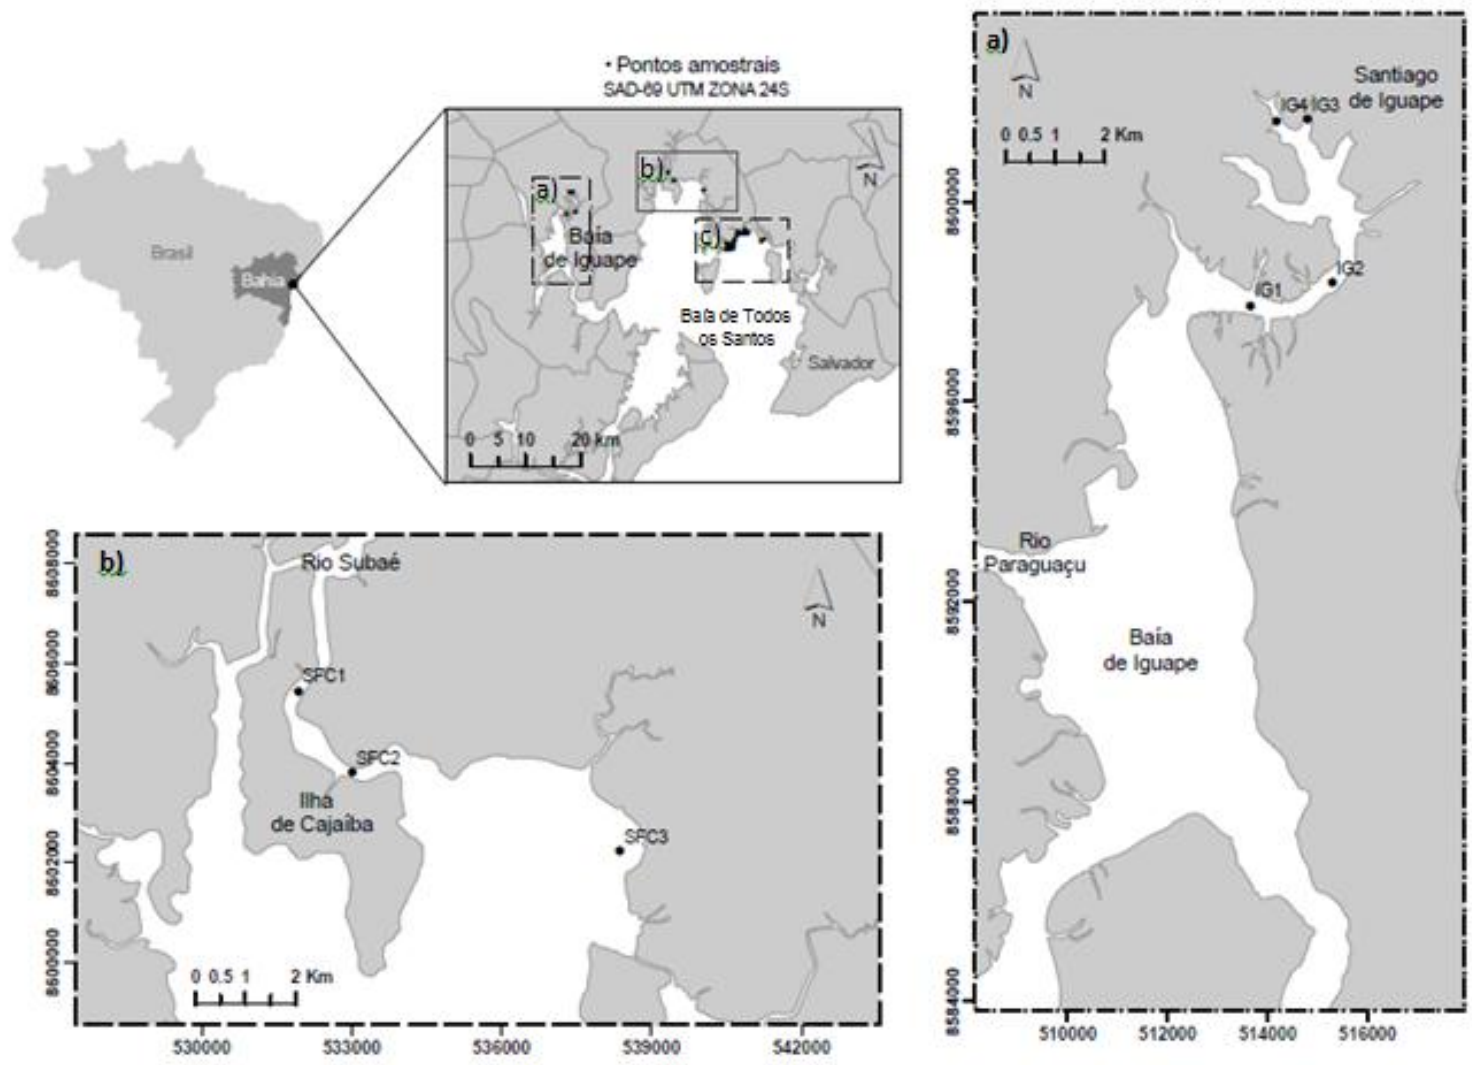 • Pontos amostrais
SAD-69 UTM ZONA 24S
Brasil
Bahia
a)
b)
c)
N
Baía
de Iguape
Baía de Todos
os Santos
Salvador
0 5 10 20 km
a)
N
0 0.5 1 2 Km
Santiago
de Iguape
IG4
IG3
IG2
IG1
Rio
Paraguaçu
Baía
de Iguape
8600000
8596000
8592000
8588000
8584000
510000
512000
514000
516000
b)
Rio Subaé
N
SFC1
SFC2
Ilha
de Cajaíba
SFC3
0 0.5 1 2 Km
8608000
8606000
8604000
8602000
8600000
530000
533000
536000
539000
542000